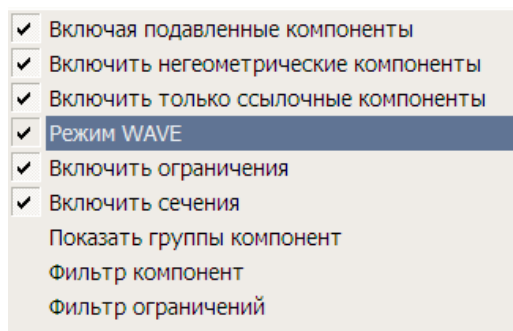 Включая подавленные компоненты
Включить негеометрические компоненты
Включить только ссылочные компоненты
Режим WAVE
Включить ограничения
Включить сечения
Показать группы компонент
Фильтр компонент
Фильтр ограничений